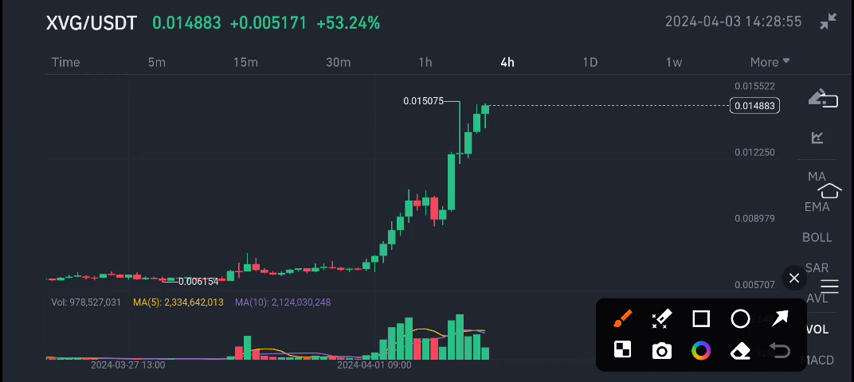 XVG/USDT 0.014883 +0.005171 +53.24% 2024-04-03 14:28:55
Time 5m 15m 30m 1h 4h 1D 1w More
0.015522
0.015075
0.014883
0.012250
MA
EMA
0.008979
BOLL
SAR
0.006154
0.005707
AVL
Vol: 978,527,031 MA(5): 2,334,642,013 MA(10): 2,124,030,248
VOL
MACD
2024-03-27 13:00 2024-04-01 09:00